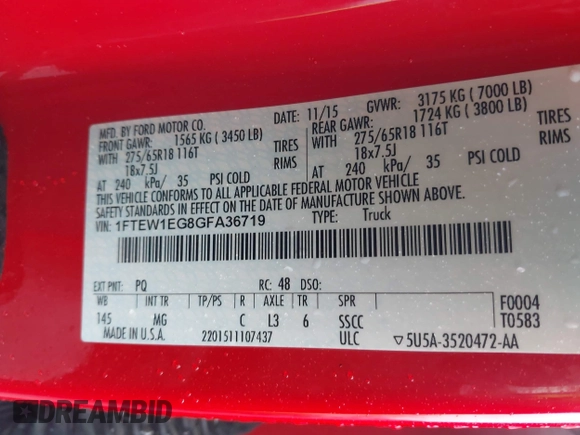 MFD. BY FORD MOTOR CO.
DATE: 11/15 GVWR: 3175 KG ( 7000 LB)
FRONT GAWR: 1565 KG ( 3450 LB) REAR GAWR: 1724 KG ( 3800 LB)
WITH 275/65R18 116T TIRES WITH 275/65R18 116T TIRES
18x7.5J RIMS 18x7.5J RIMS
AT 240 kPa/ 35 PSI COLD AT 240 kPa/ 35 PSI COLD
THIS VEHICLE CONFORMS TO ALL APPLICABLE FEDERAL MOTOR VEHICLE
SAFETY STANDARDS IN EFFECT ON THE DATE OF MANUFACTURE SHOWN ABOVE.
VIN: 1FTEW1EG8GFA36719 TYPE: Truck
EXT PNT: PQ RC: 48 DSO:
WB INT TR TP/PS R AXLE TR SPR F0004
145 MG C L3 6 SSCC T0583
MADE IN U.S.A. 2201511107437 ULC ▽5U5A-3520472-AA
DREAMBID